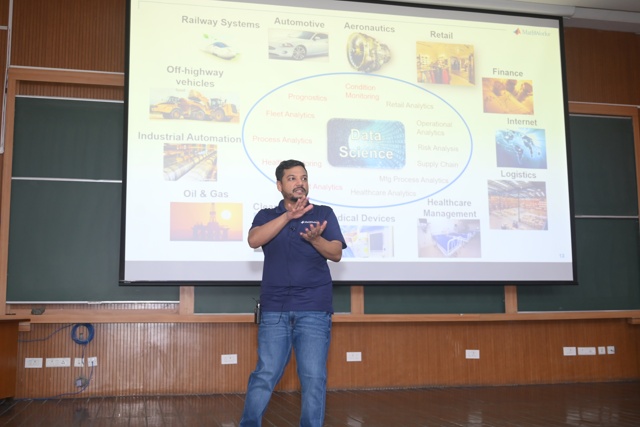 MathWorks
Railway Systems
Automotive
Aeronautics
Retail
Off-highway
vehicles
Finance
Condition
Monitoring
Prognostics
Retail Analytics
Fleet Analytics
Operational
Analytics
Internet
Industrial Automation
Process Analytics
Data
Science
Risk Analytics
Supply Chain
Logistics
Mfg Process Analytics
Analytics
Healthcare Analytics
Oil & Gas
Healthcare
Management